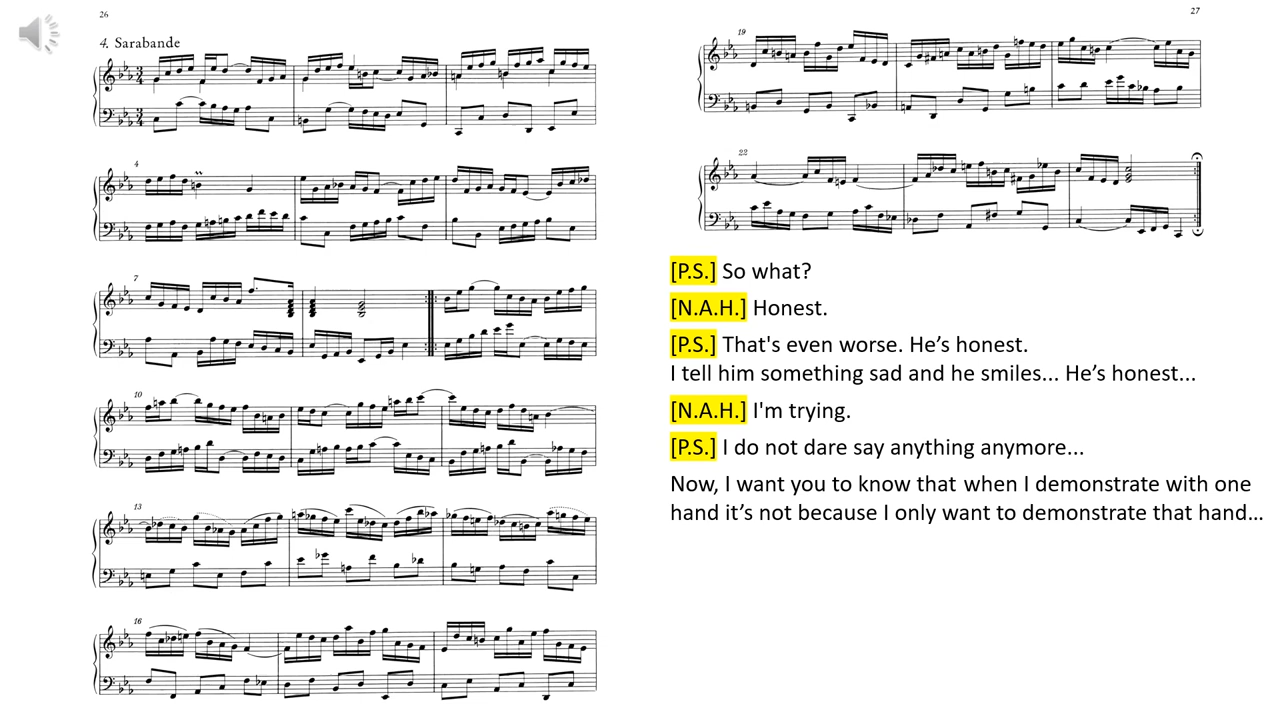 26
4. Sarabande
4
7
10
13
16
27
19
22
[P.S.] So what?
[N.A.H.] Honest.
[P.S.] That's even worse. He’s honest.
I tell him something sad and he smiles... He’s honest...
[N.A.H.] I'm trying.
[P.S.] I do not dare say anything anymore...
Now, I want you to know that when I demonstrate with one
hand it’s not because I only want to demonstrate that hand...